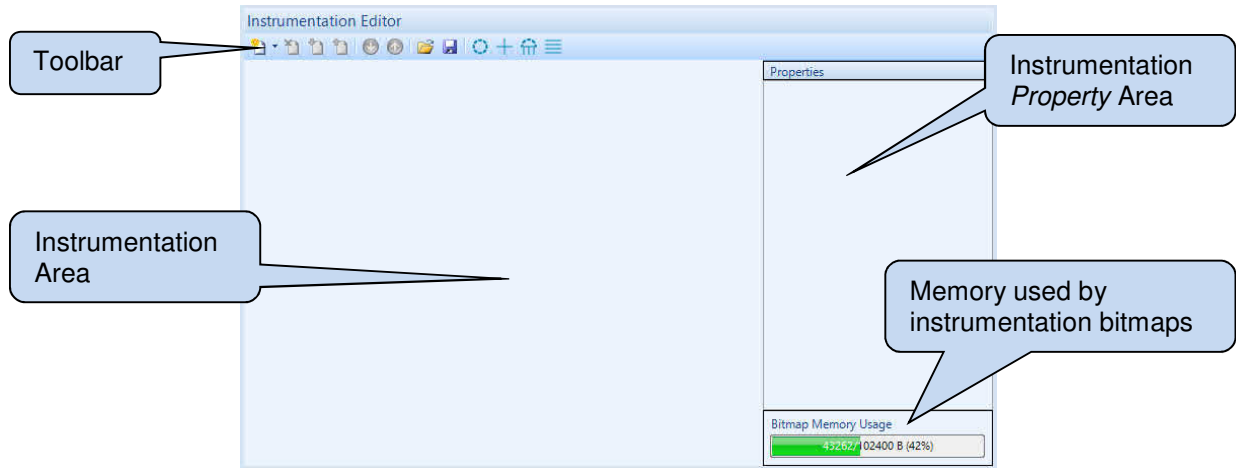 Instrumentation Editor
Toolbar
Properties
Instrumentation
Property Area
Instrumentation
Area
Memory used by
instrumentation bitmaps
Bitmap Memory Usage
43262/102400 B (42%)